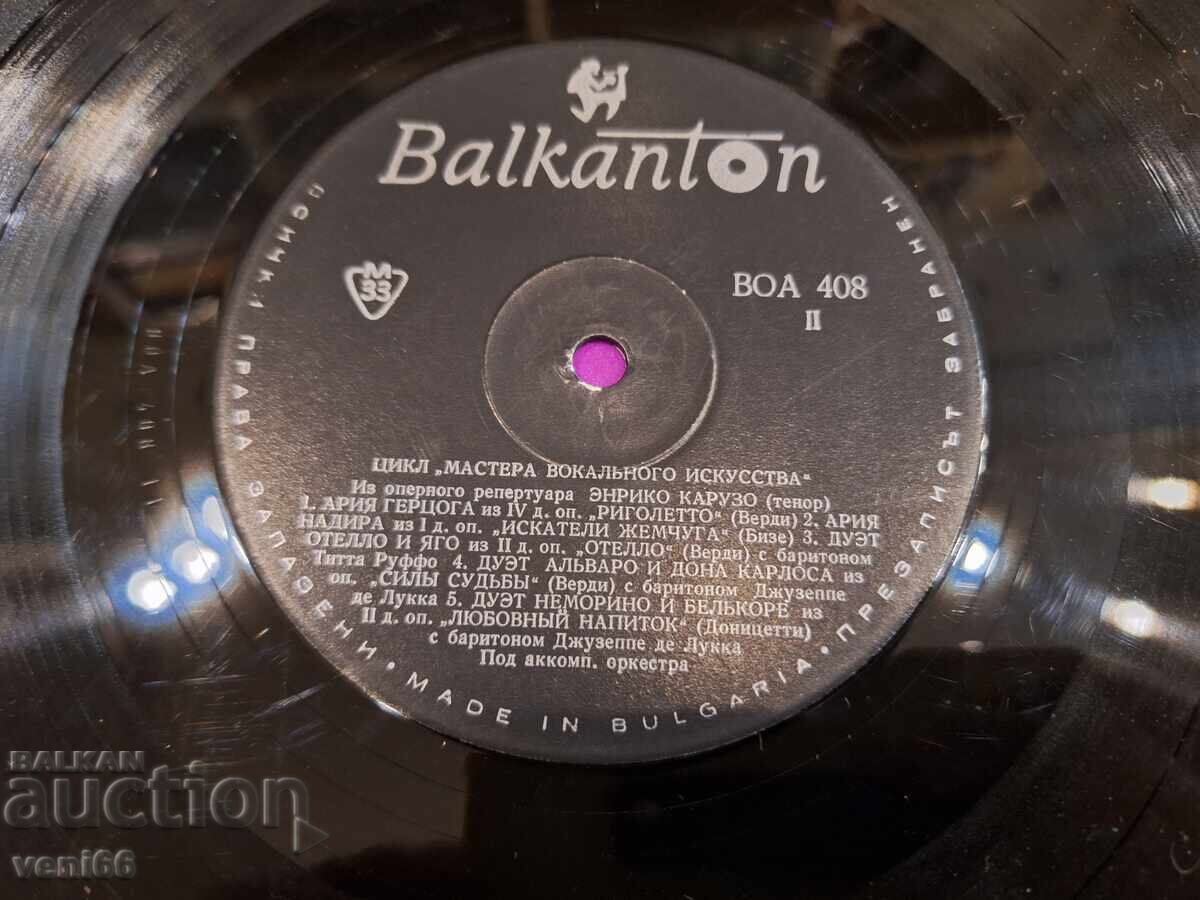 Balkanton
M
33
ВОА 408
II
ЦИКЛ „МАСТЕРА ВОКАЛЬНОГО ИСКУССТВА“
Из оперного репертуара ЭНРИКО КАРУЗО (тенор)
1. АРИЯ ГЕРЦОГА из IV д. оп. „РИГОЛЕТТО“ (Верди) 2. АРИЯ
НАДИРА из I д. оп. „ИСКАТЕЛИ ЖЕМЧУГА“ (Бизе) 3. ДУЭТ
ОТЕЛЛО И ЯГО из II д. оп. „ОТЕЛЛО“ (Верди) с баритоном
Титта Руффо 4. ДУЭТ АЛЬВАРО И ДОНА КАРЛОСА из
оп. „СИЛЫ СУДЬБЫ“ (Верди) с баритоном Джузеппе
де Лукка 5. ДУЭТ НЕМОРИНО И БЕЛЬКОРЕ из
II д. оп. „ЛЮБОВНЫЙ НАПИТОК“ (Доницетти)
с баритоном Джузеппе де Лукка
Под аккомп. оркестра
ВСИЧКИ ПРАВА ЗАПАЗЕНИ • MADE IN BULGARIA • ПРЕЗАПИСЪТ ЗАБРАНЕН
BALKAN
auction
veni66